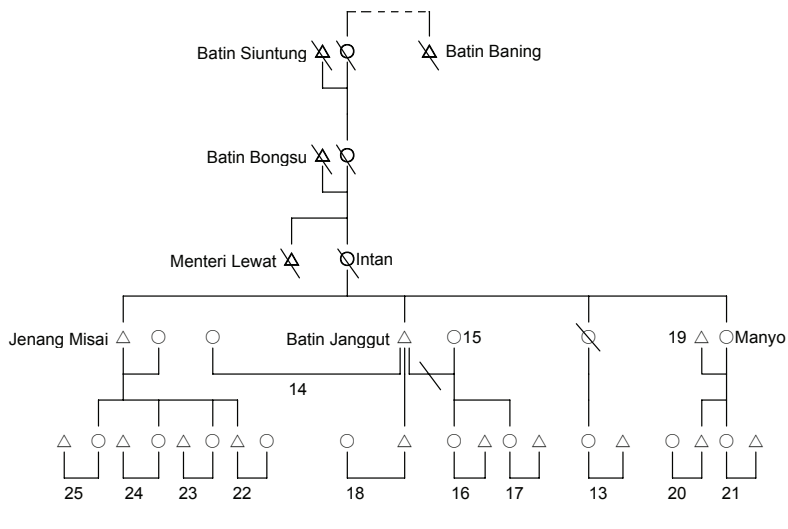 Batin Siuntung Batin Baning
Batin Bongsu
Menteri Lewat Intan
Jenang Misai Batin Janggut 15 19 Manyo
14
25 24 23 22 18 16 17 13 20 21